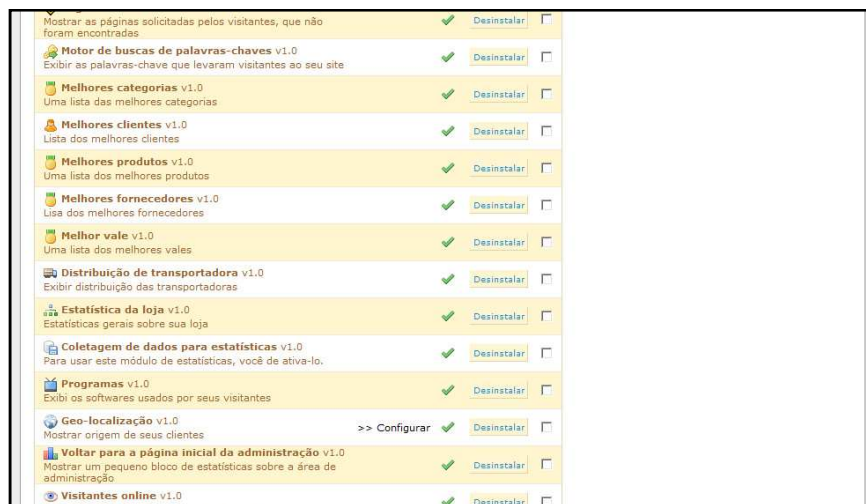 Mostrar as páginas solicitadas pelos visitantes, que não
foram encontradas
Desinstalar
Motor de buscas de palavras-chaves v1.0
Exibir as palavras-chave que levaram visitantes ao seu site
Desinstalar
Melhores categorias v1.0
Uma lista das melhores categorias
Desinstalar
Melhores clientes v1.0
Lista dos melhores clientes
Desinstalar
Melhores produtos v1.0
Uma lista dos melhores produtos
Desinstalar
Melhores fornecedores v1.0
Lisa dos melhores fornecedores
Desinstalar
Melhor vale v1.0
Uma lista dos melhores vales
Desinstalar
Distribuição de transportadora v1.0
Exibir distribuição das transportadoras
Desinstalar
Estatística da loja v1.0
Estatísticas gerais sobre sua loja
Desinstalar
Coletagem de dados para estatísticas v1.0
Para usar este módulo de estatísticas, você de ativa-lo.
Desinstalar
Programas v1.0
Exibi os softwares usados por seus visitantes
Desinstalar
Geo-localização v1.0
Mostrar origem de seus clientes
>> Configurar
Desinstalar
Voltar para a página inicial da administração v1.0
Mostrar um pequeno bloco de estatísticas sobre a área de
administração
Desinstalar
Visitantes online v1.0
Desinstalar